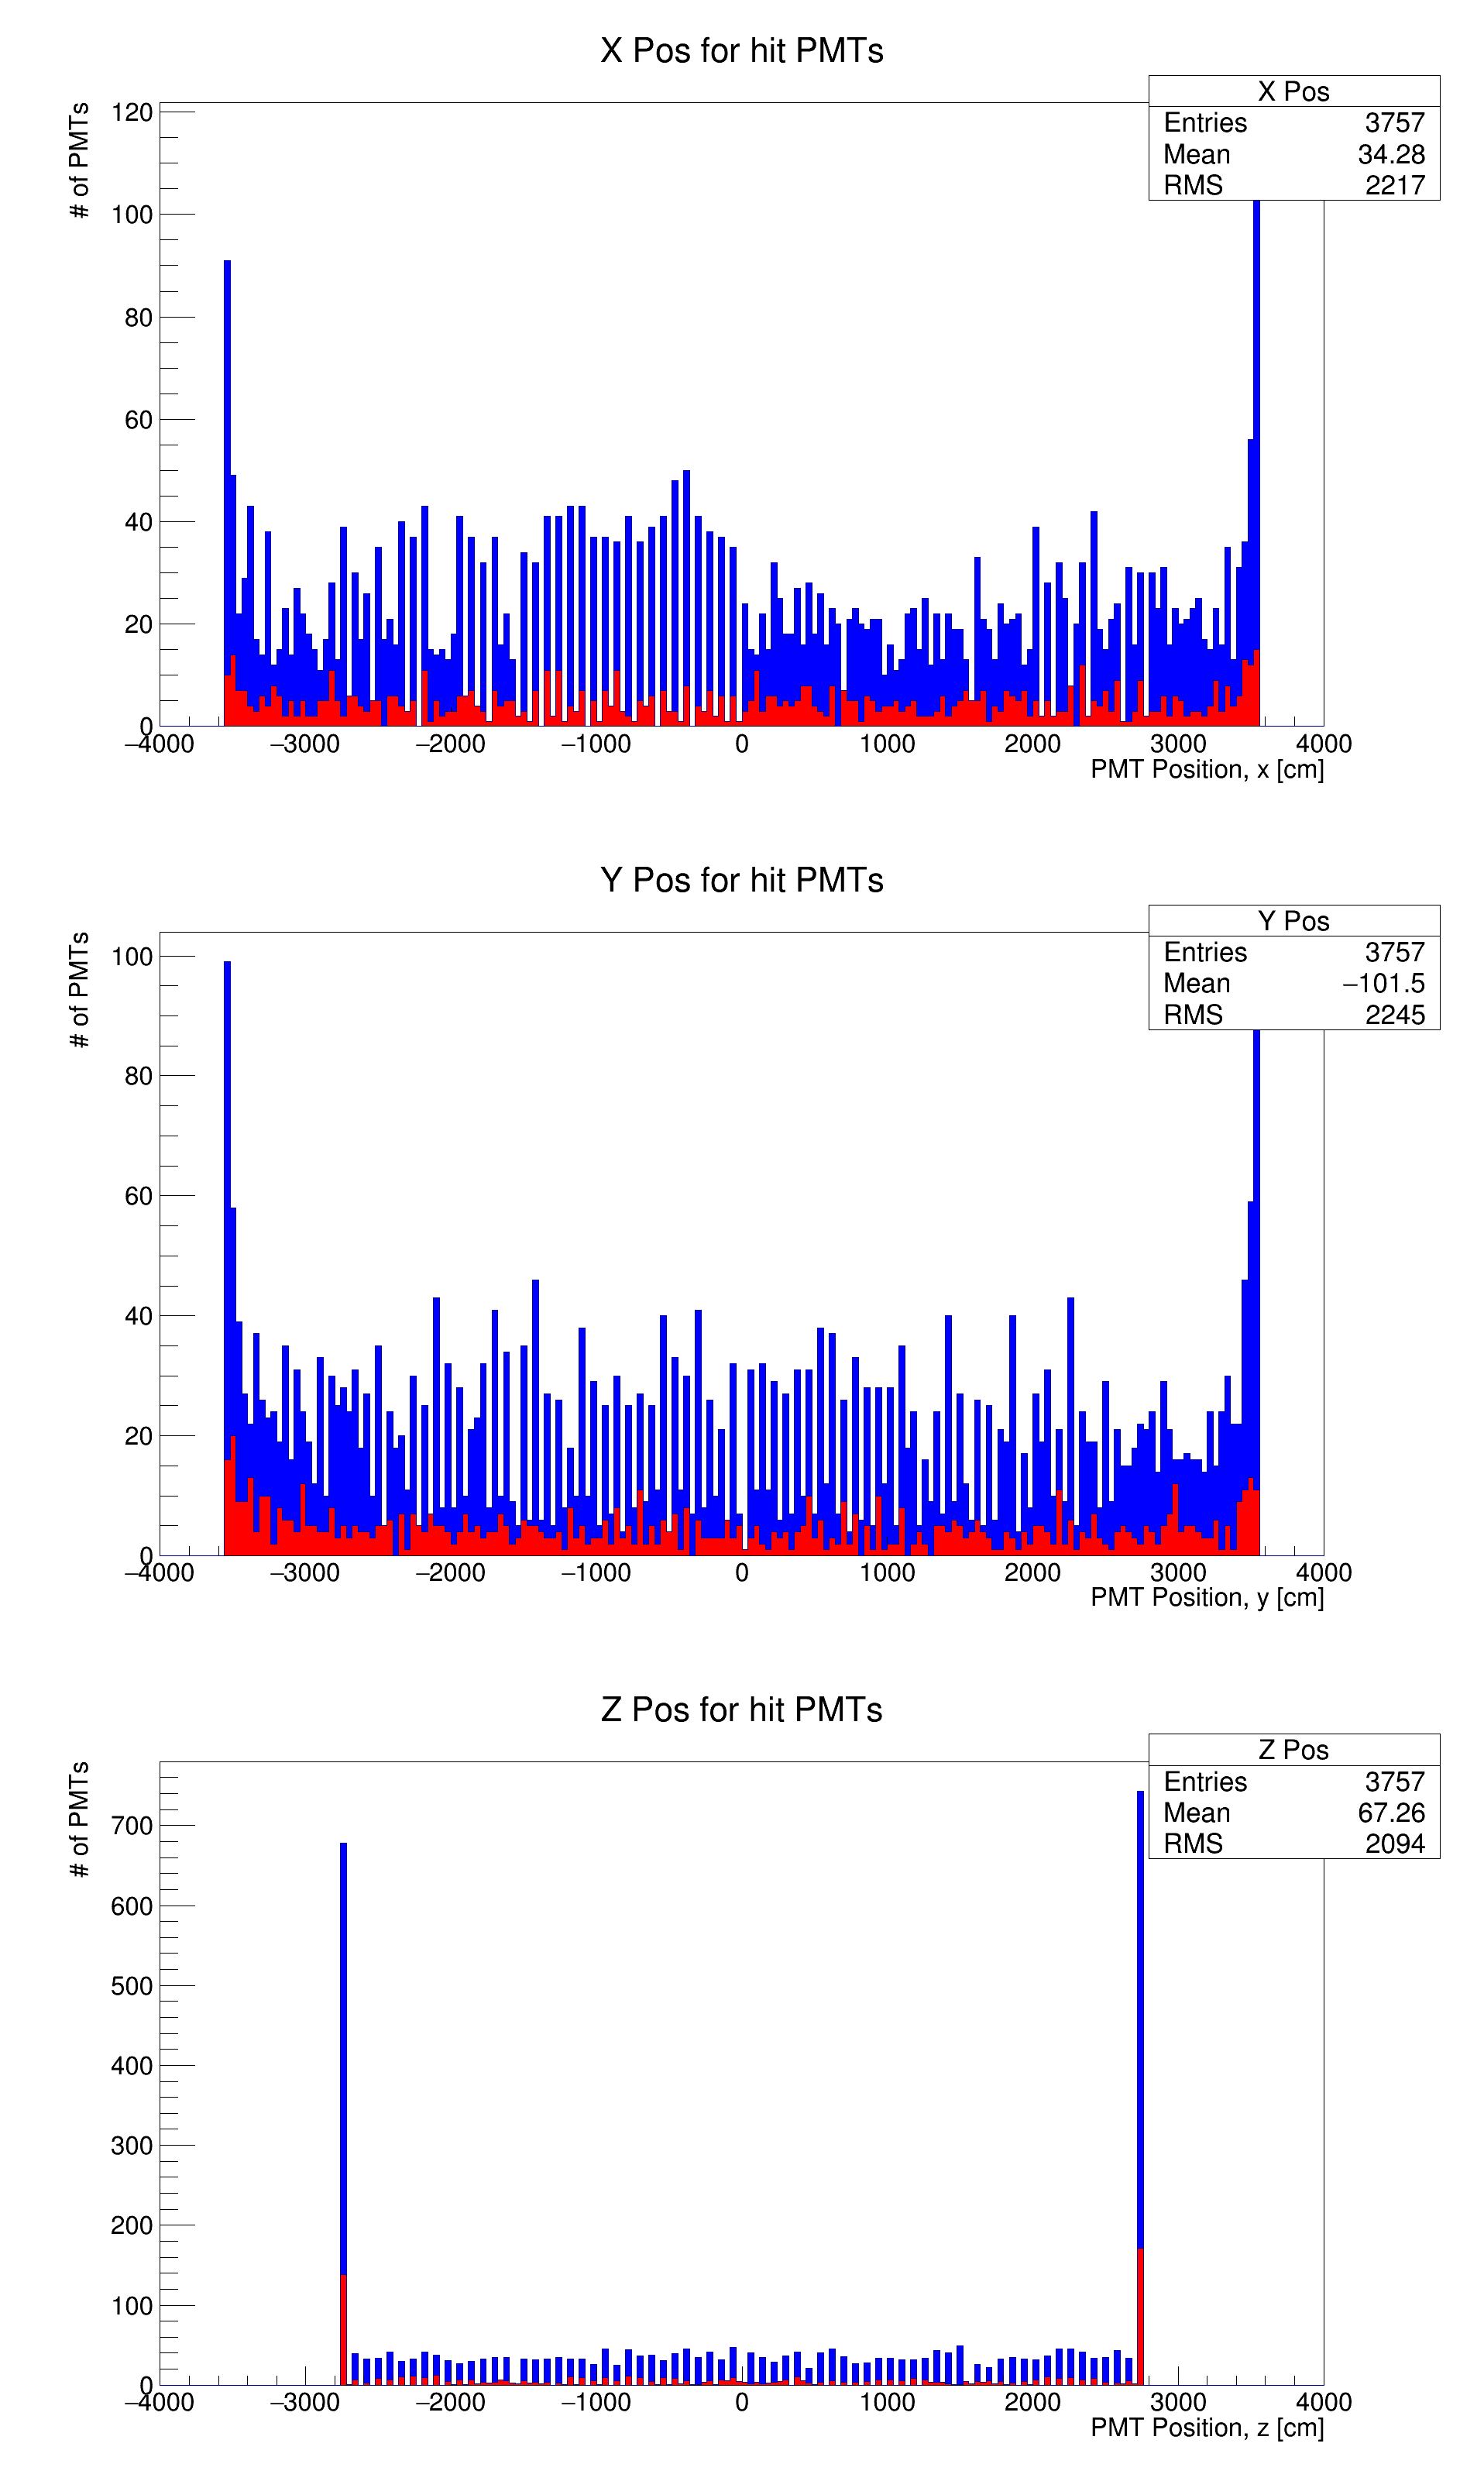 X Pos for hit PMTs
# of PMTs
X Pos
Entries 3757
Mean 34.28
RMS 2217
120
100
80
60
40
20
0
−4000 −3000 −2000 −1000 0 1000 2000 3000 4000
PMT Position, x [cm]
Y Pos for hit PMTs
# of PMTs
Y Pos
Entries 3757
Mean −101.5
RMS 2245
100
80
60
40
20
0
−4000 −3000 −2000 −1000 0 1000 2000 3000 4000
PMT Position, y [cm]
Z Pos for hit PMTs
# of PMTs
Z Pos
Entries 3757
Mean 67.26
RMS 2094
700
600
500
400
300
200
100
0
−4000 −3000 −2000 −1000 0 1000 2000 3000 4000
PMT Position, z [cm]